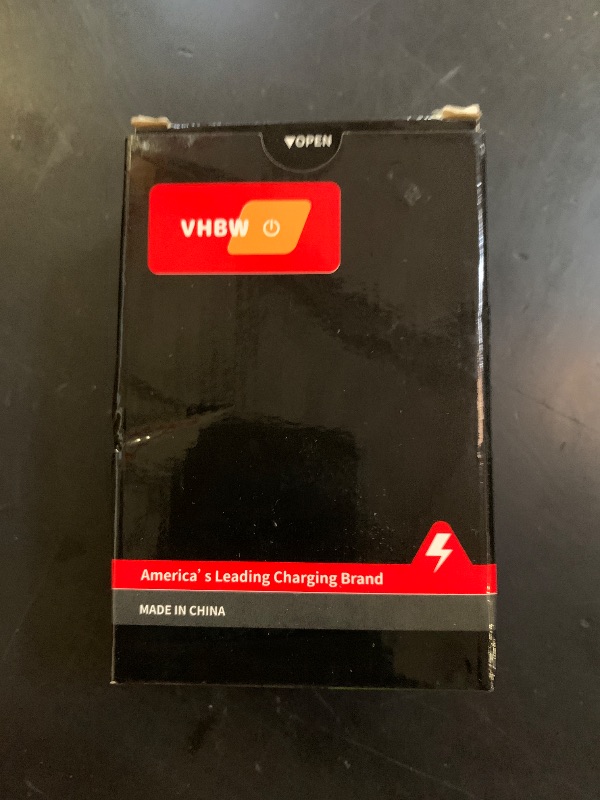 ▼OPEN
VHBW
America's Leading Charging Brand
MADE IN CHINA